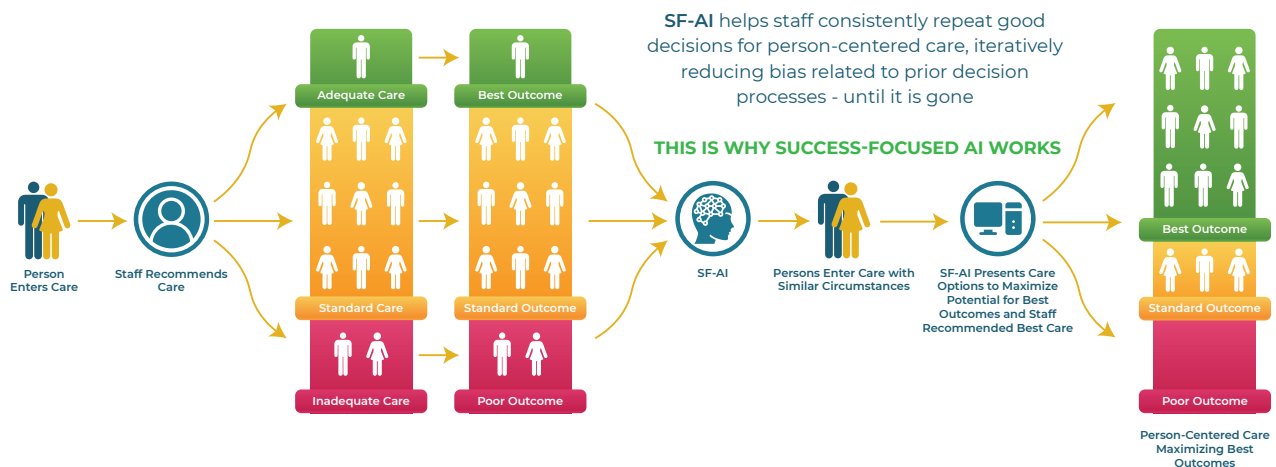 SF-AI helps staff consistently repeat good
decisions for person-centered care, iteratively
reducing bias related to prior decision
processes - until it is gone
THIS IS WHY SUCCESS-FOCUSED AI WORKS
Person
Enters Care
Staff Recommends
Care
Adequate Care
Standard Care
Inadequate Care
Best Outcome
Standard Outcome
Poor Outcome
SF-AI
Persons Enter Care with
Similar Circumstances
SF-AI Presents Care
Options to Maximize
Potential for Best
Outcomes and Staff
Recommended Best Care
Best Outcome
Standard Outcome
Poor Outcome
Person-Centered Care
Maximizing Best
Outcomes